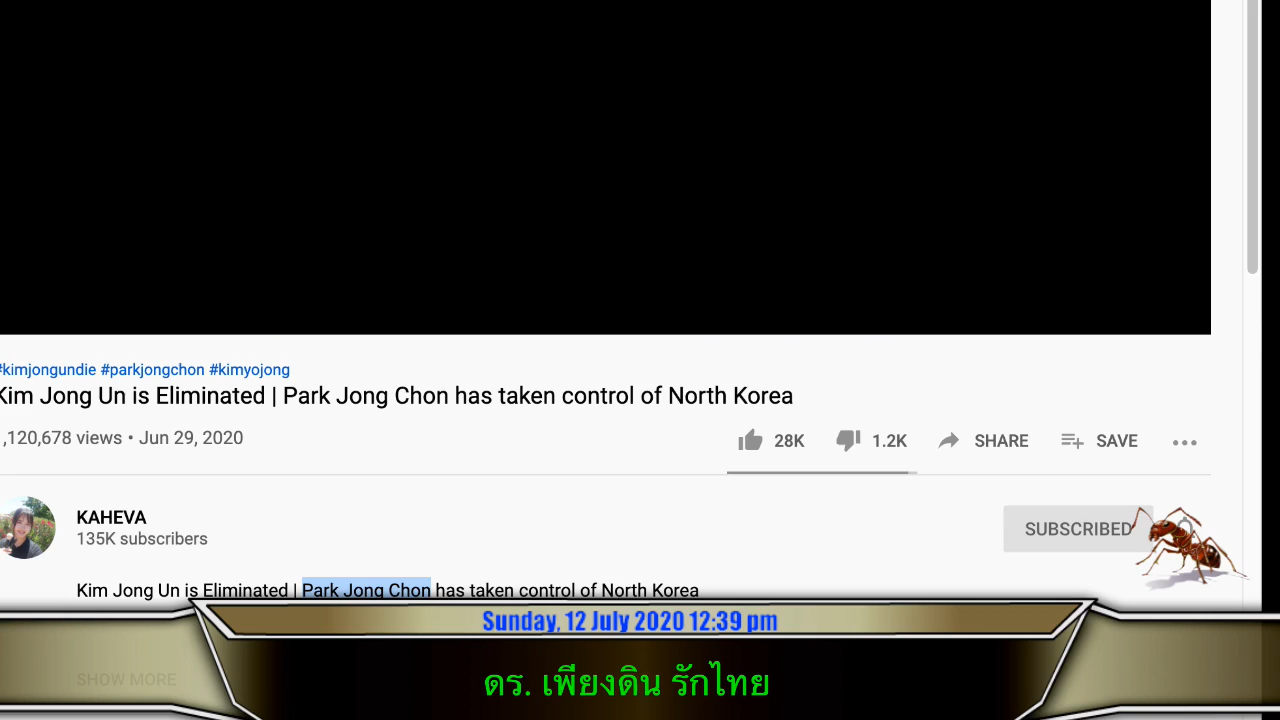 #kimjongundie #parkjongchon #kimyojong
Kim Jong Un is Eliminated | Park Jong Chon has taken control of North Korea
,120,678 views • Jun 29, 2020
28K 1.2K SHARE SAVE
KAHEVA
135K subscribers
SUBSCRIBED
Kim Jong Un is Eliminated | Park Jong Chon has taken control of North Korea
Sunday, 12 July 2020 12:39 pm
SHOW MORE
ดร. เพียงดิน รักไทย